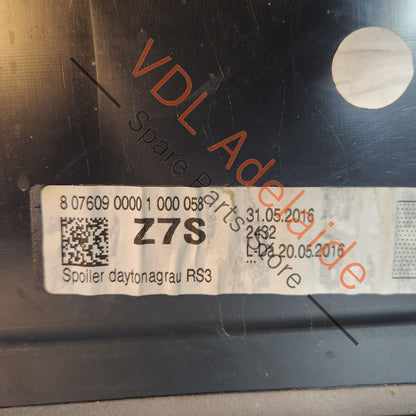 VDL Adelaide
Spare Parts Store
8 07609 0000 1 000 058
Z7S
Spoiler daytonagrau RS3
31.05.2016
2432
L-Da 20.05.2016
...